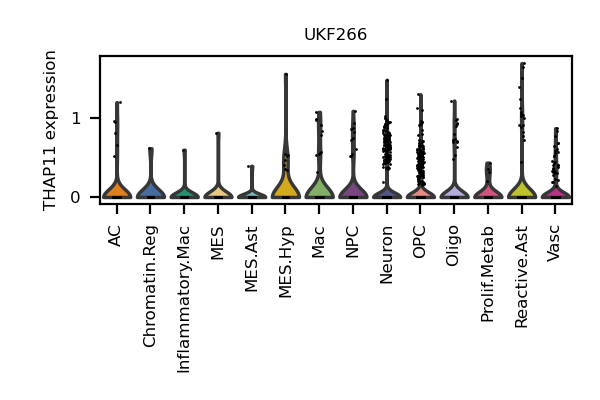 UKF266
THAP11 expression
1
0
AC
Chromatin.Reg
Inflammatory.Mac
MES
MES.Ast
MES.Hyp
Mac
NPC
Neuron
OPC
Oligo
Prolif.Metab
Reactive.Ast
Vasc